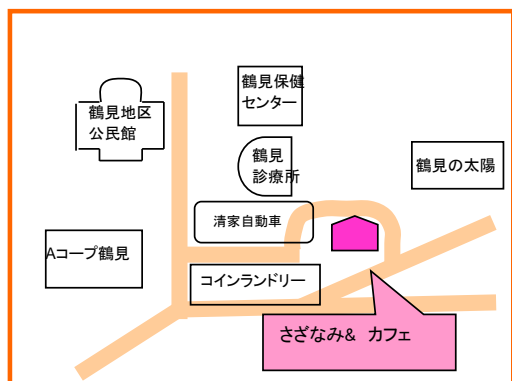 鶴見保健
センター
鶴見地区
公民館
鶴見
診療所
鶴見の太陽
清家自動車
Aコープ鶴見
コインランドリー
さざなみ& カフェ